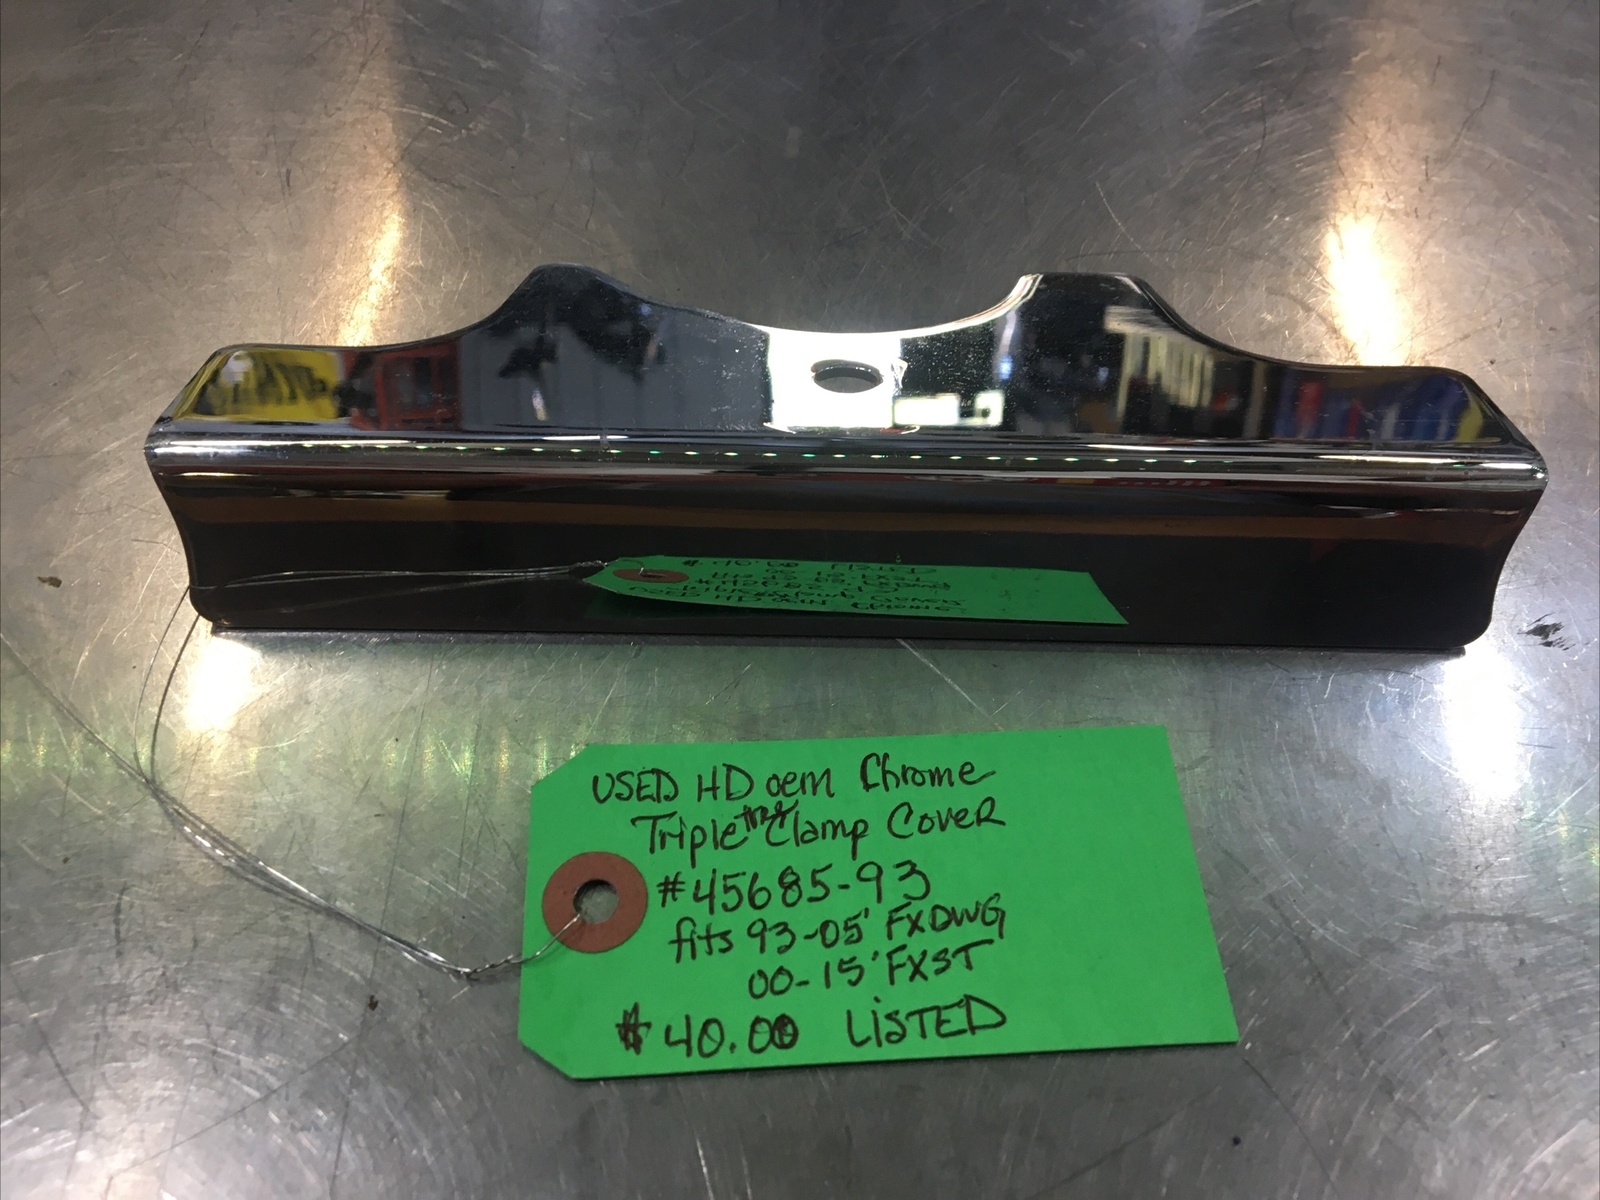 USED HD oem Chrome
Triple Clamp Cover
#45685-93
fits 93-05' FXDWG
00-15' FXST
$40.00 LISTED